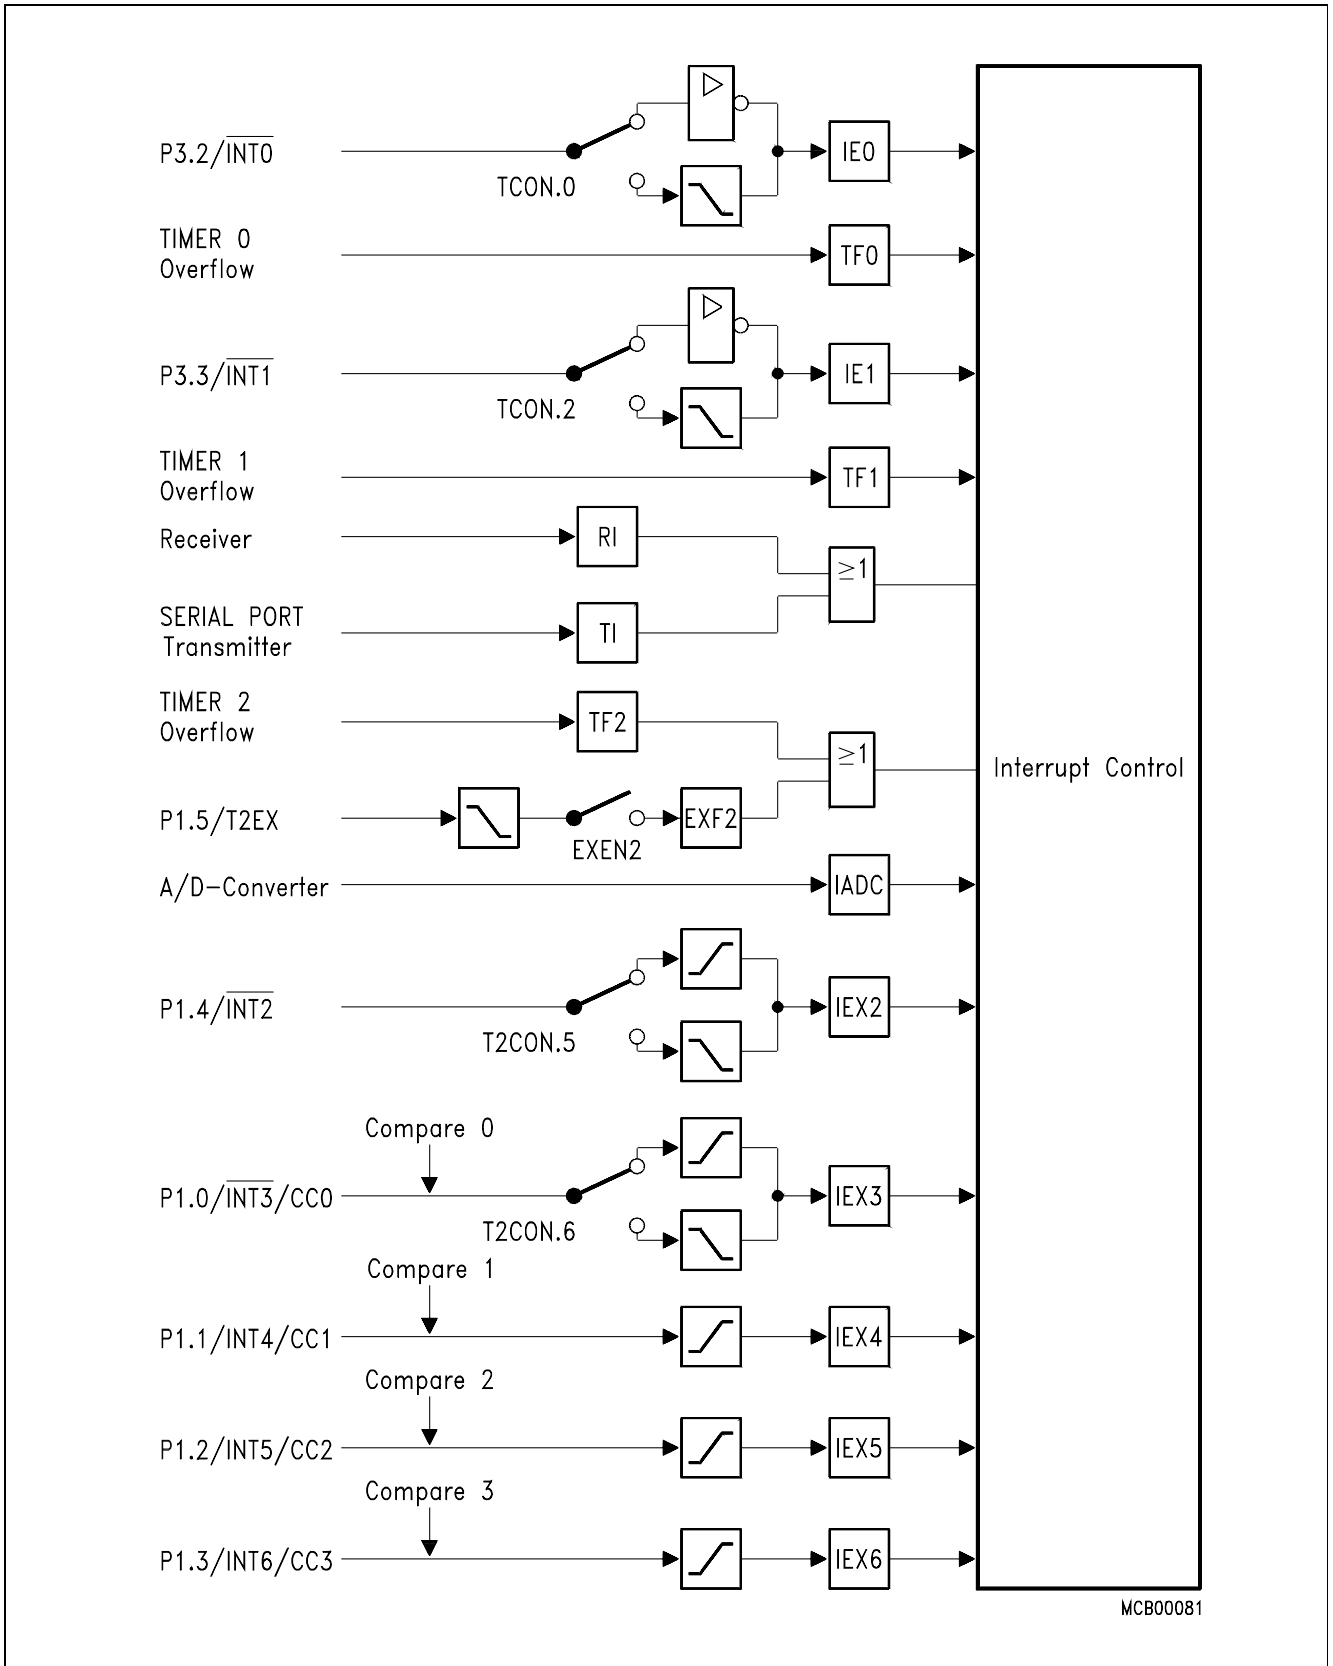 P3.2/INT0
TCON.0
IE0
TIMER 0
Overflow
TF0
P3.3/INT1
TCON.2
IE1
TIMER 1
Overflow
TF1
Receiver
RI
≥1
SERIAL PORT
Transmitter
TI
TIMER 2
Overflow
TF2
≥1
Interrupt Control
P1.5/T2EX
EXEN2
EXF2
A/D-Converter
IADC
P1.4/INT2
T2CON.5
IEX2
Compare 0
P1.0/INT3/CC0
T2CON.6
IEX3
Compare 1
P1.1/INT4/CC1
IEX4
Compare 2
P1.2/INT5/CC2
IEX5
Compare 3
P1.3/INT6/CC3
IEX6
MCB00081